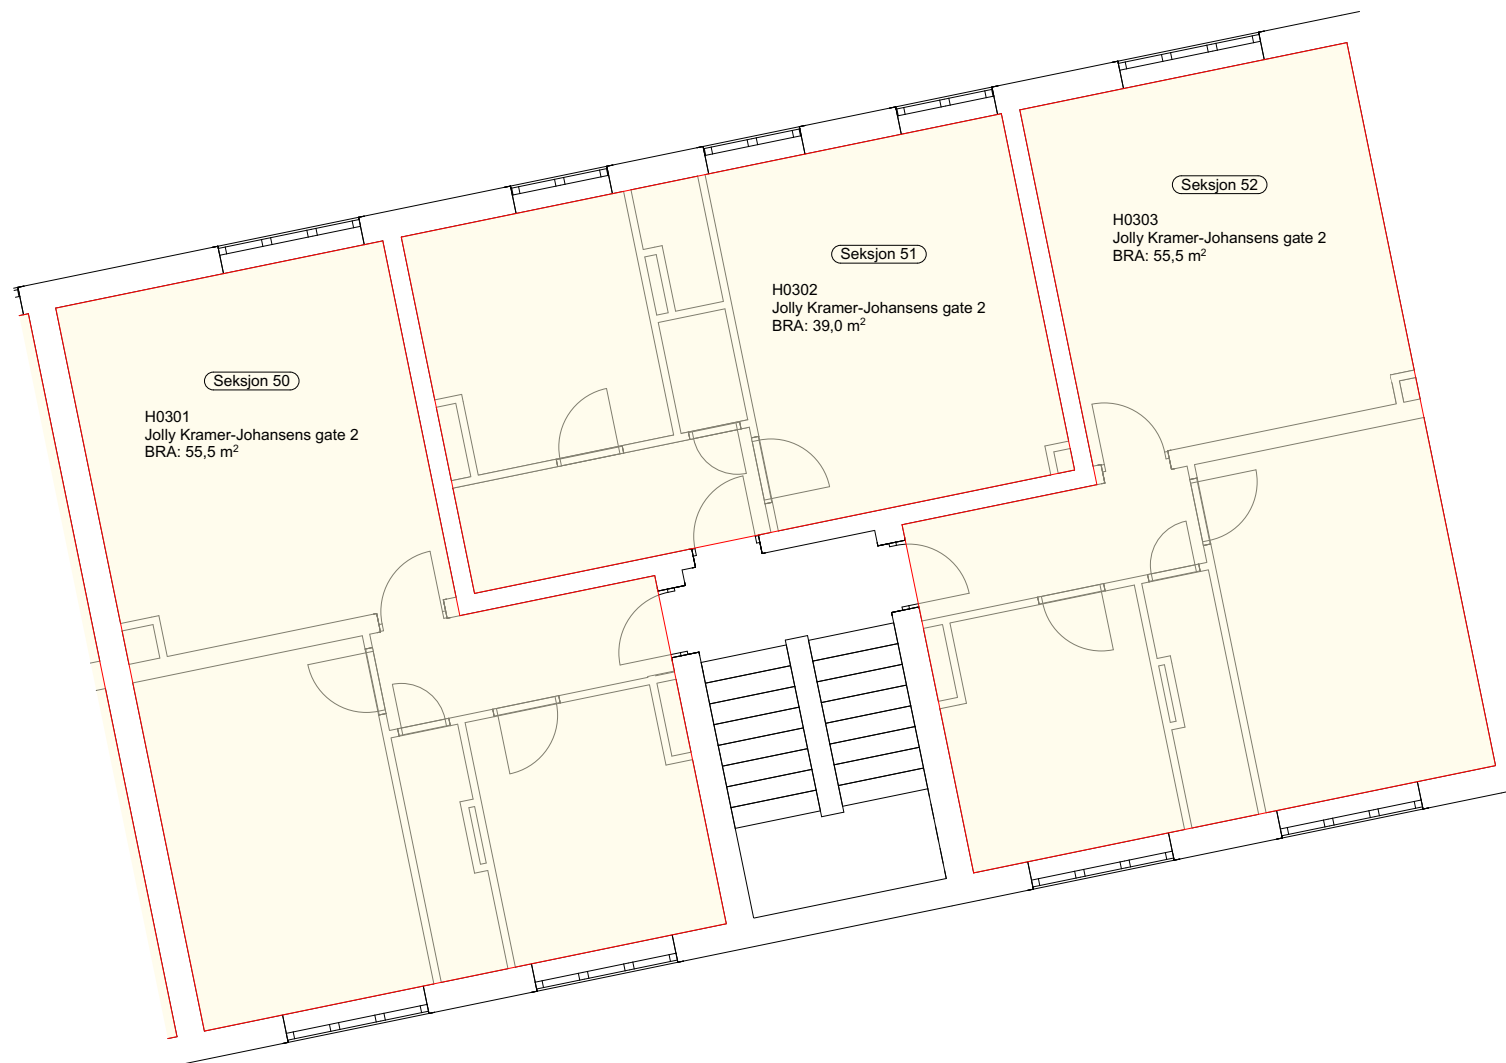 Seksjon 50
H0301
Jolly Kramer-Johansens gate 2
BRA: 55,5 m²
Seksjon 51
H0302
Jolly Kramer-Johansens gate 2
BRA: 39,0 m²
Seksjon 52
H0303
Jolly Kramer-Johansens gate 2
BRA: 55,5 m²